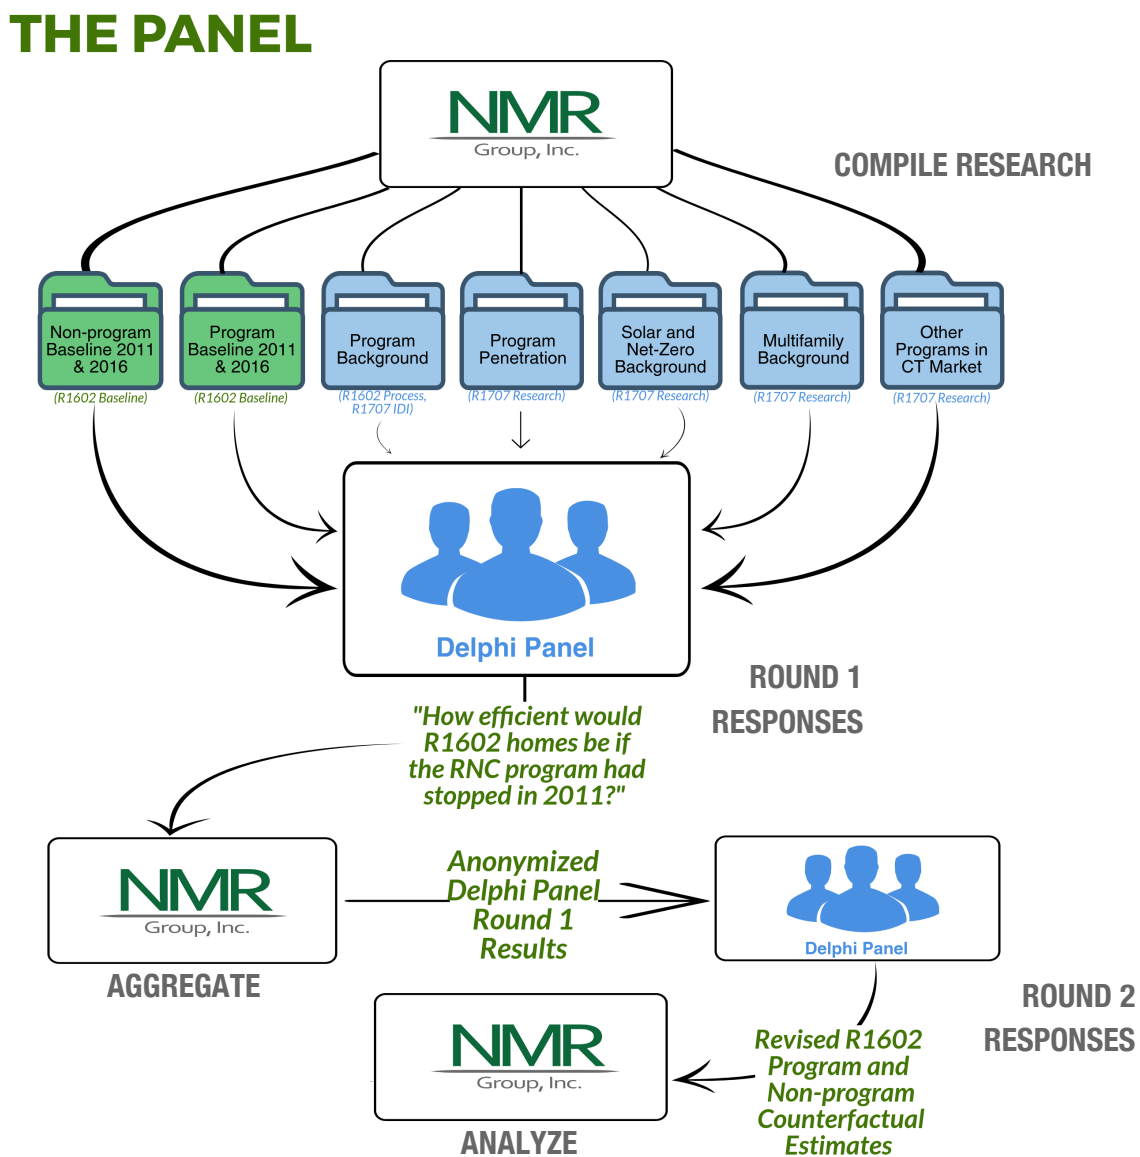 THE PANEL
NMR
Group, Inc.
COMPILE RESEARCH
Non-program
Baseline 2011
& 2016
(R1602 Baseline)
Program
Baseline 2011
& 2016
(R1602 Baseline)
Program
Background
(R1602 Process,
R1707 IDI)
Program
Penetration
(R1707 Research)
Solar and
Net-Zero
Background
(R1707 Research)
Multifamily
Background
(R1707 Research)
Other
Programs in
CT Market
(R1707 Research)
Delphi Panel
ROUND 1
RESPONSES
"How efficient would
R1602 homes be if
the RNC program had
stopped in 2011?"
NMR
Group, Inc.
AGGREGATE
Anonymized
Delphi Panel
Round 1
Results
Delphi Panel
ROUND 2
RESPONSES
Revised R1602
Program and
Non-program
Counterfactual
Estimates
NMR
Group, Inc.
ANALYZE